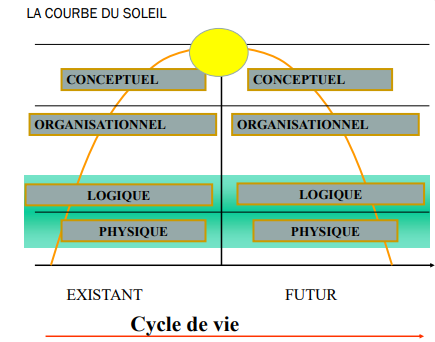 LA COURBE DU SOLEIL
CONCEPTUEL CONCEPTUEL
ORGANISATIONNEL ORGANISATIONNEL
LOGIQUE LOGIQUE
PHYSIQUE PHYSIQUE
EXISTANT FUTUR
Cycle de vie